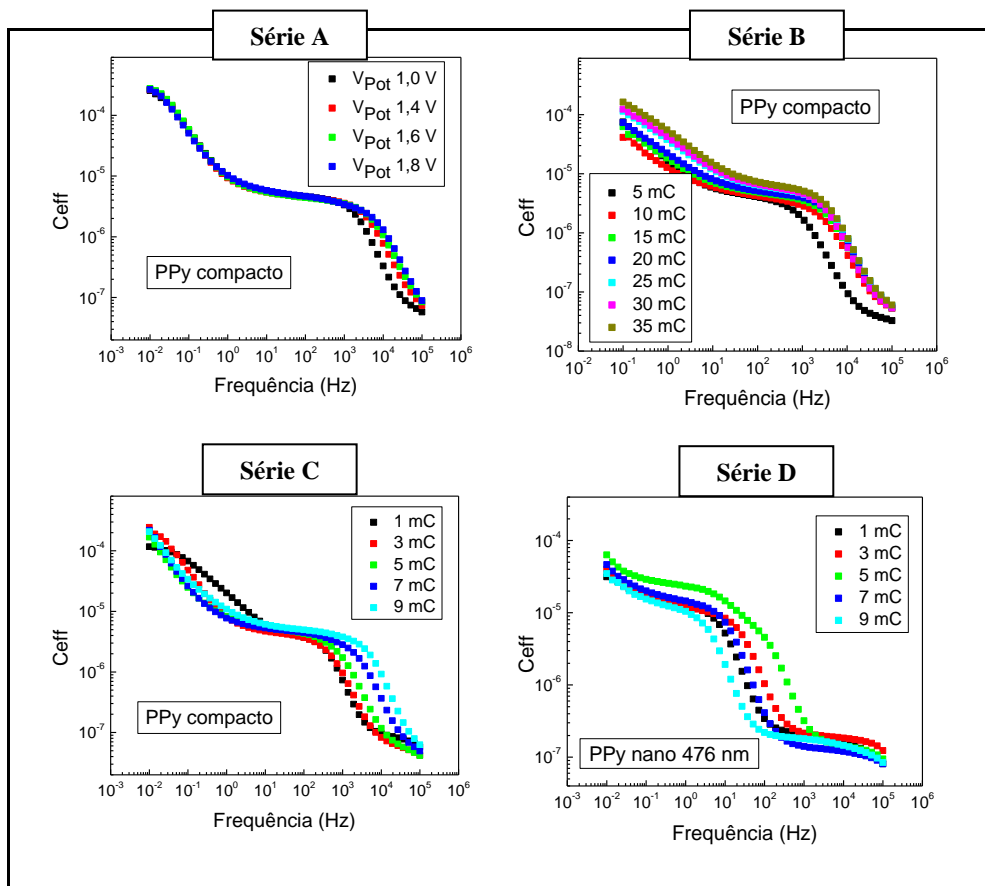 Série A
V_Pot 1,0 V
V_Pot 1,4 V
V_Pot 1,6 V
V_Pot 1,8 V
PPy compacto
Ceff
10^-4
10^-5
10^-6
10^-7
10^-3 10^-2 10^-1 10^0 10^1 10^2 10^3 10^4 10^5 10^6
Frequência (Hz)
Série B
PPy compacto
5 mC
10 mC
15 mC
20 mC
25 mC
30 mC
35 mC
Ceff
10^-3
10^-4
10^-5
10^-6
10^-7
10^-8
10^-2 10^-1 10^0 10^1 10^2 10^3 10^4 10^5 10^6
Frequência (Hz)
Série C
1 mC
3 mC
5 mC
7 mC
9 mC
PPy compacto
Ceff
10^-4
10^-5
10^-6
10^-7
10^-3 10^-2 10^-1 10^0 10^1 10^2 10^3 10^4 10^5 10^6
Frequência (Hz)
Série D
1 mC
3 mC
5 mC
7 mC
9 mC
PPy nano 476 nm
Ceff
10^-4
10^-5
10^-6
10^-7
10^-3 10^-2 10^-1 10^0 10^1 10^2 10^3 10^4 10^5 10^6
Frequência (Hz)